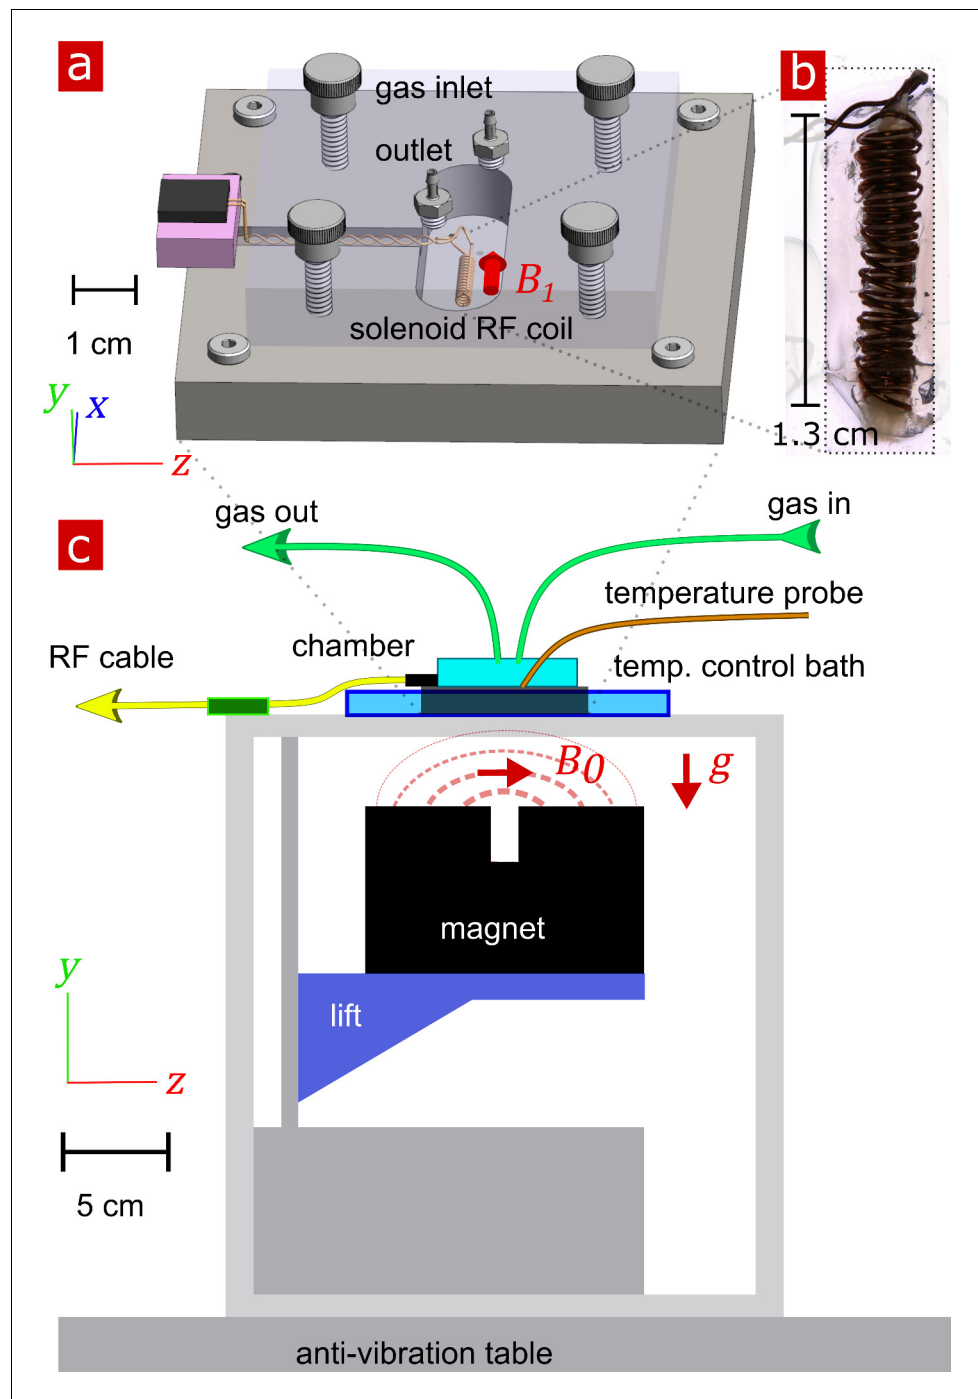 a
gas inlet
outlet
B1
solenoid RF coil
1 cm
y
x
z
b
1.3 cm
c
gas out
gas in
temperature probe
chamber
RF cable
temp. control bath
B0
g
magnet
lift
y
z
5 cm
anti-vibration table